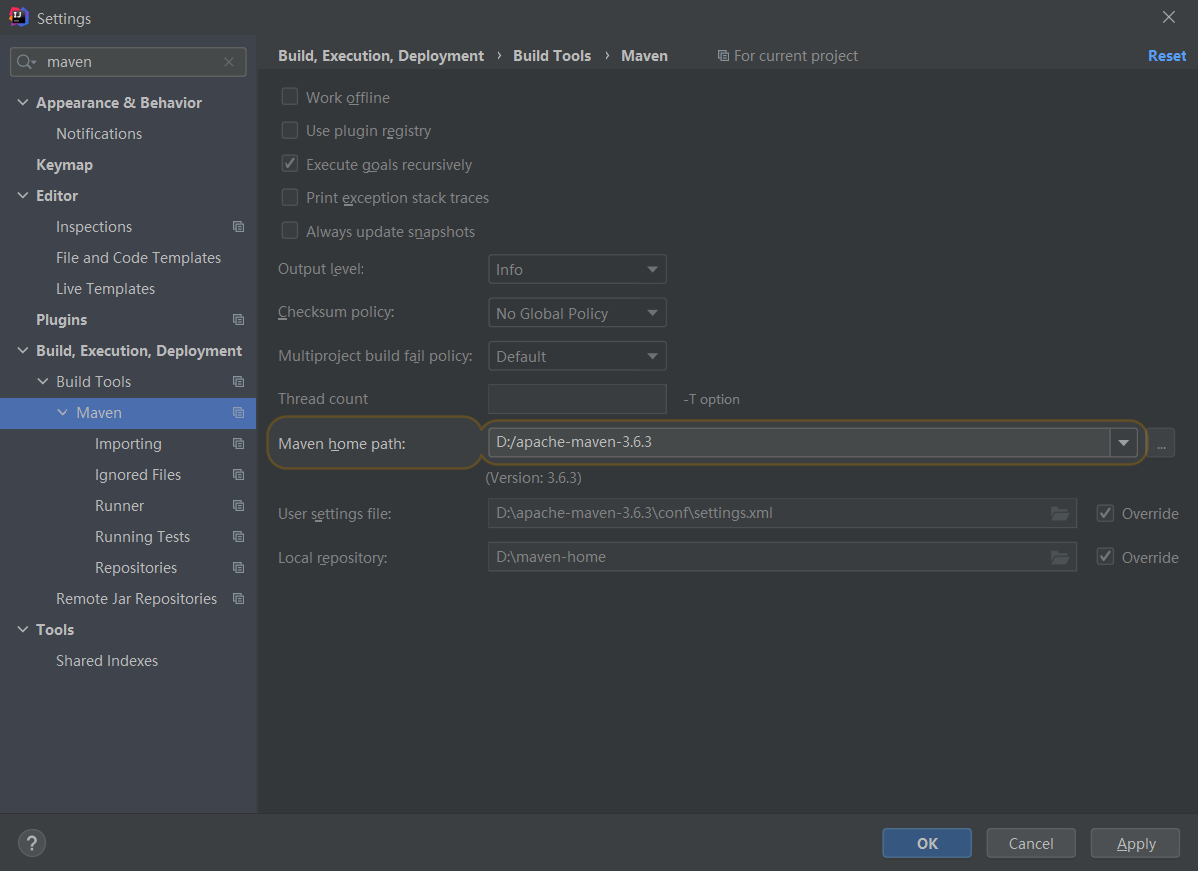 Settings
maven
Appearance & Behavior
Notifications
Keymap
Editor
Inspections
File and Code Templates
Live Templates
Plugins
Build, Execution, Deployment
Build Tools
Maven
Importing
Ignored Files
Runner
Running Tests
Repositories
Remote Jar Repositories
Tools
Shared Indexes
Build, Execution, Deployment › Build Tools › Maven For current project Reset
Work offline
Use plugin registry
Execute goals recursively
Print exception stack traces
Always update snapshots
Output level: Info
Checksum policy: No Global Policy
Multiproject build fail policy: Default
Thread count -T option
Maven home path: D:/apache-maven-3.6.3 ...
(Version: 3.6.3)
User settings file: D:\apache-maven-3.6.3\conf\settings.xml Override
Local repository: D:\maven-home Override
? OK Cancel Apply